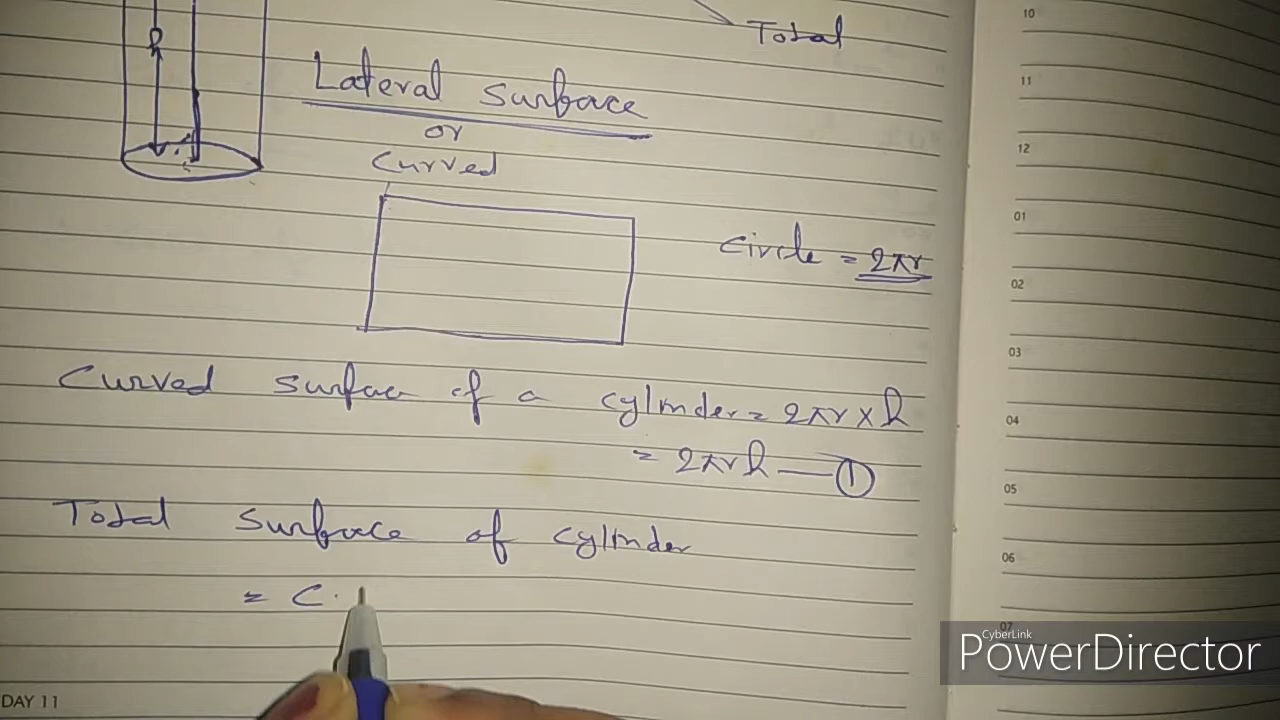 Total
Lateral Surface
or
Curved
h
Circle = 2πr
Curved surface of a cylinder = 2πr × h
= 2πrh — ①
Total Surface of cylinder
= C.
DAY 11
10
11
12
01
02
03
04
05
06
07
CyberLink
PowerDirector